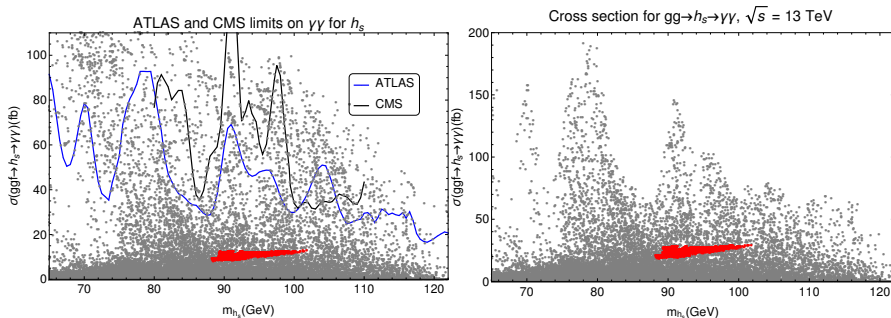 ATLAS and CMS limits on γγ for hₛ
σ(ggf→hₛ→γγ)(fb)
100
80
60
40
20
0
ATLAS
CMS
70 80 90 100 110 120
m_hₛ(GeV)
Cross section for gg→hₛ→γγ, √s = 13 TeV
σ(ggf→hₛ→γγ)(fb)
200
150
100
50
0
70 80 90 100 110 120
m_hₛ(GeV)